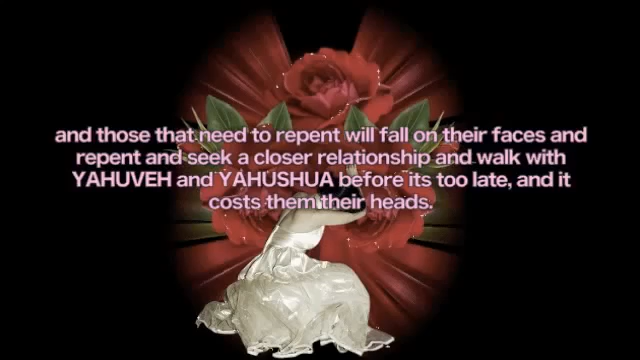 and those that need to repent will fall on their faces and
repent and seek a closer relationship and walk with
YAHUVEH and YAHUSHUA before its too late, and it
costs them their heads.